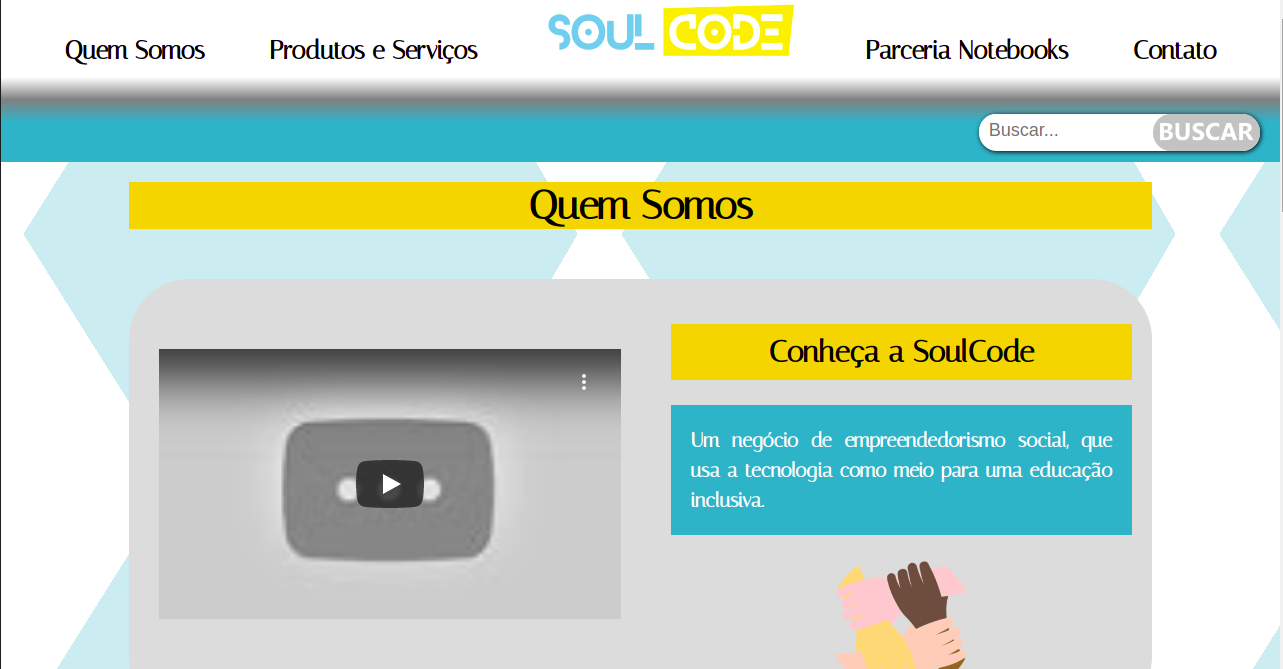 Quem Somos
Produtos e Serviços
SOUL CODE
Parceria Notebooks
Contato
Buscar...
BUSCAR
Quem Somos
Conheça a SoulCode
Um negócio de empreendedorismo social, que
usa a tecnologia como meio para uma educação
inclusiva.